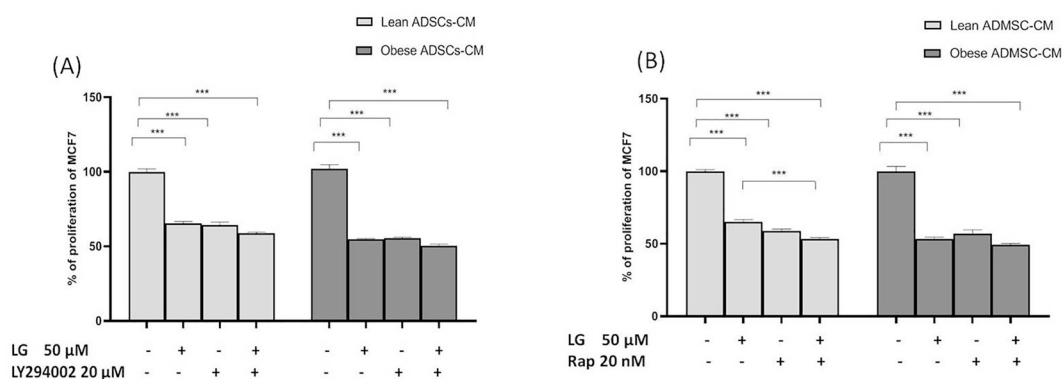 Lean ADSCs-CM
Obese ADSCs-CM
(A)
% of proliferation of MCF7
150
100
50
0
*** *** *** *** *** ***
LG 50 µM - + - + - + - +
LY294002 20 µM - - + + - - + +
Lean ADMSC-CM
Obese ADMSC-CM
(B)
% of proliferation of MCF7
150
100
50
0
*** *** *** *** *** *** ***
LG 50 µM - + - + - + - +
Rap 20 nM - - + + - - + +